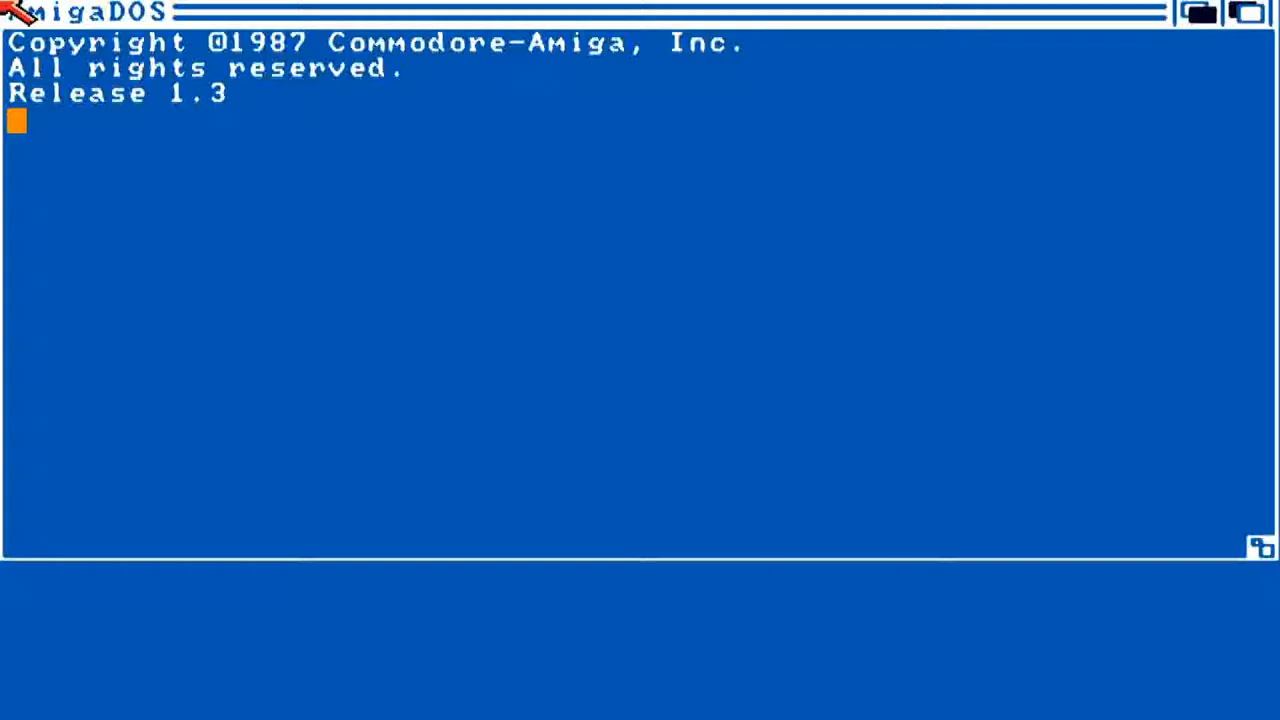 AmigaDOS
Copyright ©1987 Commodore-Amiga, Inc.
All rights reserved.
Release 1.3